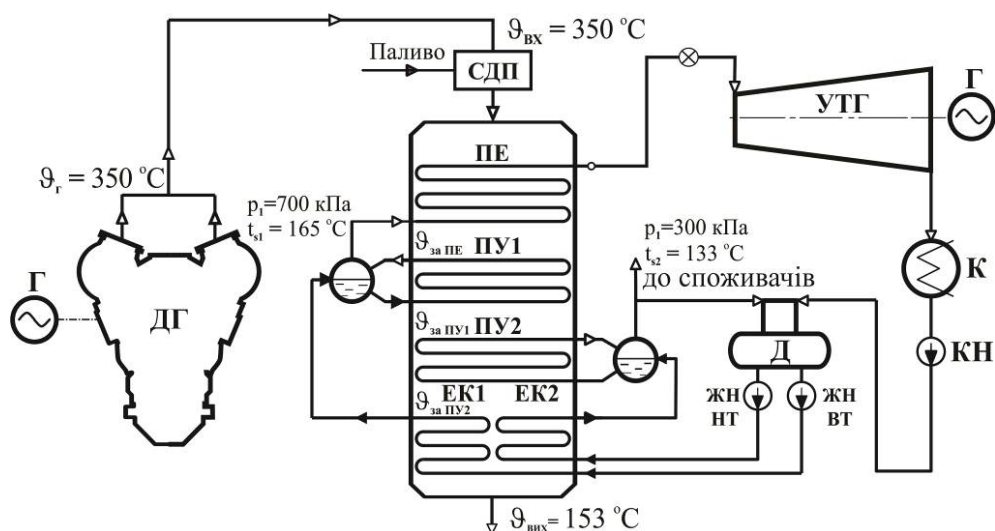 ϑвх = 350 °C
Паливо
СДП
Г
УТГ
ПЕ
ϑг = 350 °C
p₁=700 кПа
ts1 = 165 °C
ϑза ПЕ
ПУ1
p₁=300 кПа
ts2 = 133 °C
до споживачів
К
Г
ДГ
ϑза ПУ1
ПУ2
Д
КН
ЕК1
ЕК2
ϑза ПУ2
ЖН
НТ
ЖН
ВТ
ϑвих= 153 °C